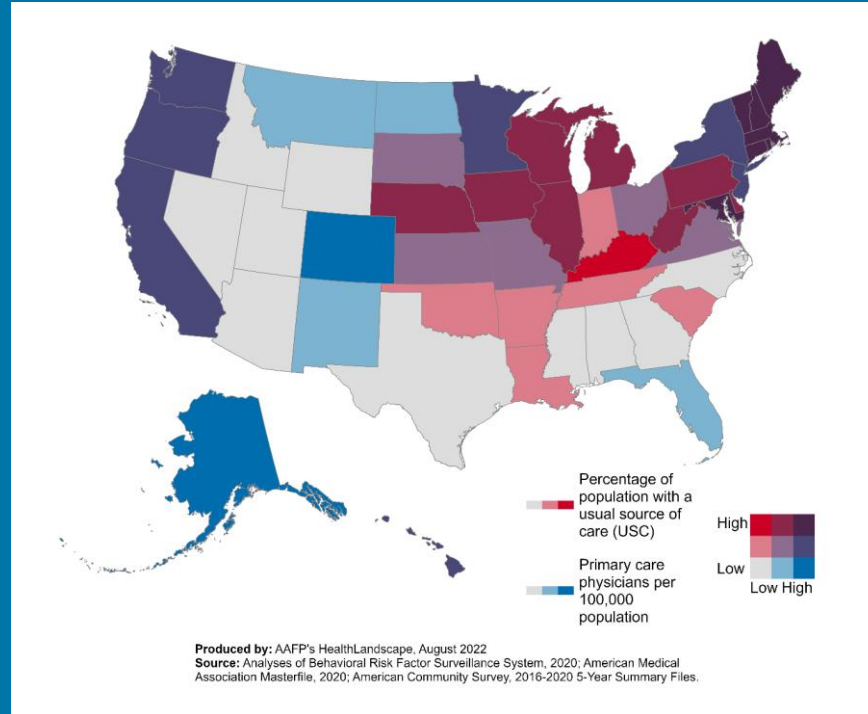 Percentage of
population with a
usual source of
care (USC)
Primary care
physicians per
100,000
population
High
Low
Low High
Produced by: AAFP's HealthLandscape, August 2022
Source: Analyses of Behavioral Risk Factor Surveillance System, 2020; American Medical
Association Masterfile, 2020; American Community Survey, 2016-2020 5-Year Summary Files.